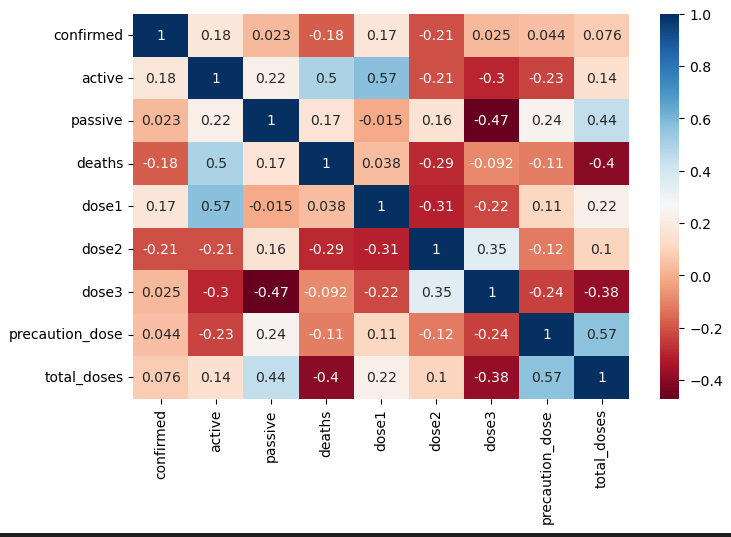 confirmed 1 0.18 0.023 -0.18 0.17 -0.21 0.025 0.044 0.076
active 0.18 1 0.22 0.5 0.57 -0.21 -0.3 -0.23 0.14
passive 0.023 0.22 1 0.17 -0.015 0.16 -0.47 0.24 0.44
deaths -0.18 0.5 0.17 1 0.038 -0.29 -0.092 -0.11 -0.4
dose1 0.17 0.57 -0.015 0.038 1 -0.31 -0.22 0.11 0.22
dose2 -0.21 -0.21 0.16 -0.29 -0.31 1 0.35 -0.12 0.1
dose3 0.025 -0.3 -0.47 -0.092 -0.22 0.35 1 -0.24 -0.38
precaution_dose 0.044 -0.23 0.24 -0.11 0.11 -0.12 -0.24 1 0.57
total_doses 0.076 0.14 0.44 -0.4 0.22 0.1 -0.38 0.57 1
confirmed active passive deaths dose1 dose2 dose3 precaution_dose total_doses
1.0
0.8
0.6
0.4
0.2
0.0
−0.2
−0.4